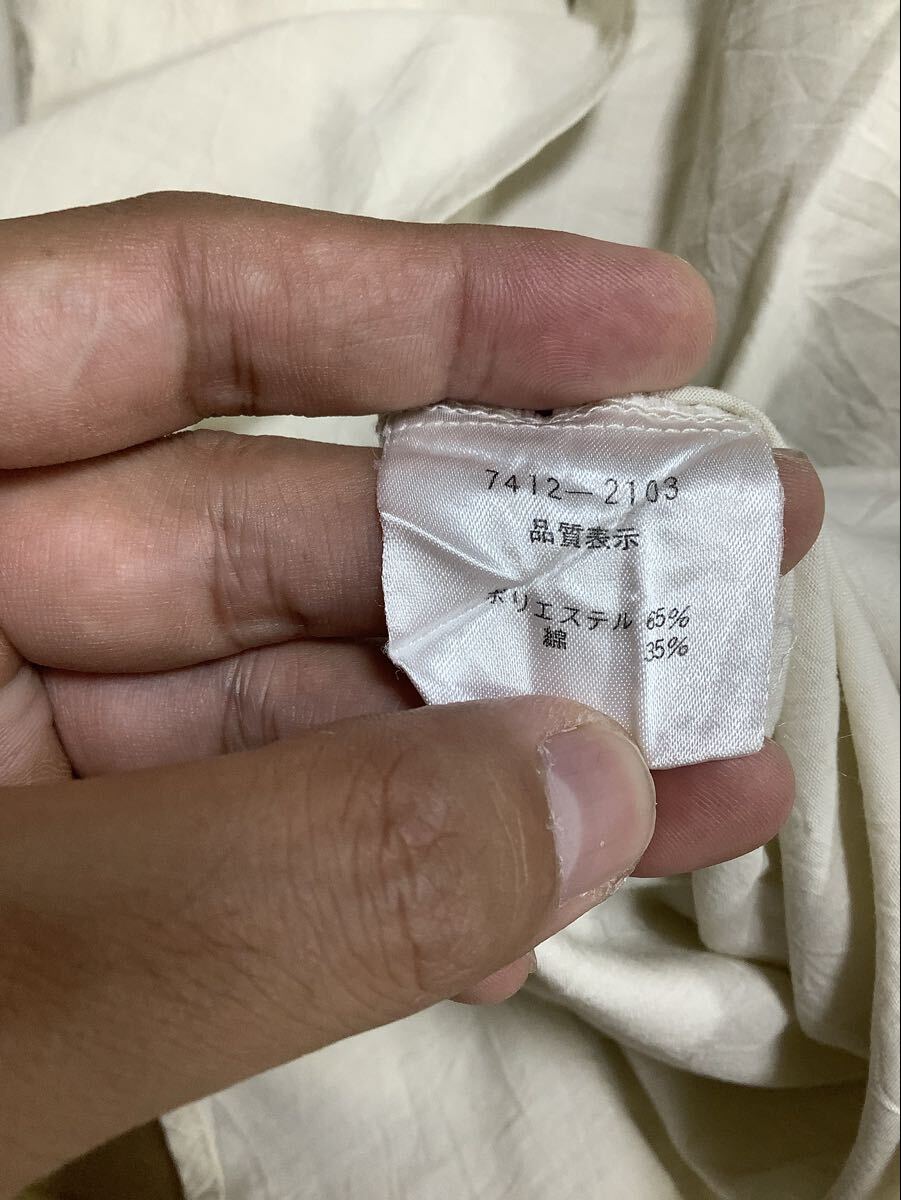 7412-2103
品質表示
ポリエステル 65%
綿 35%